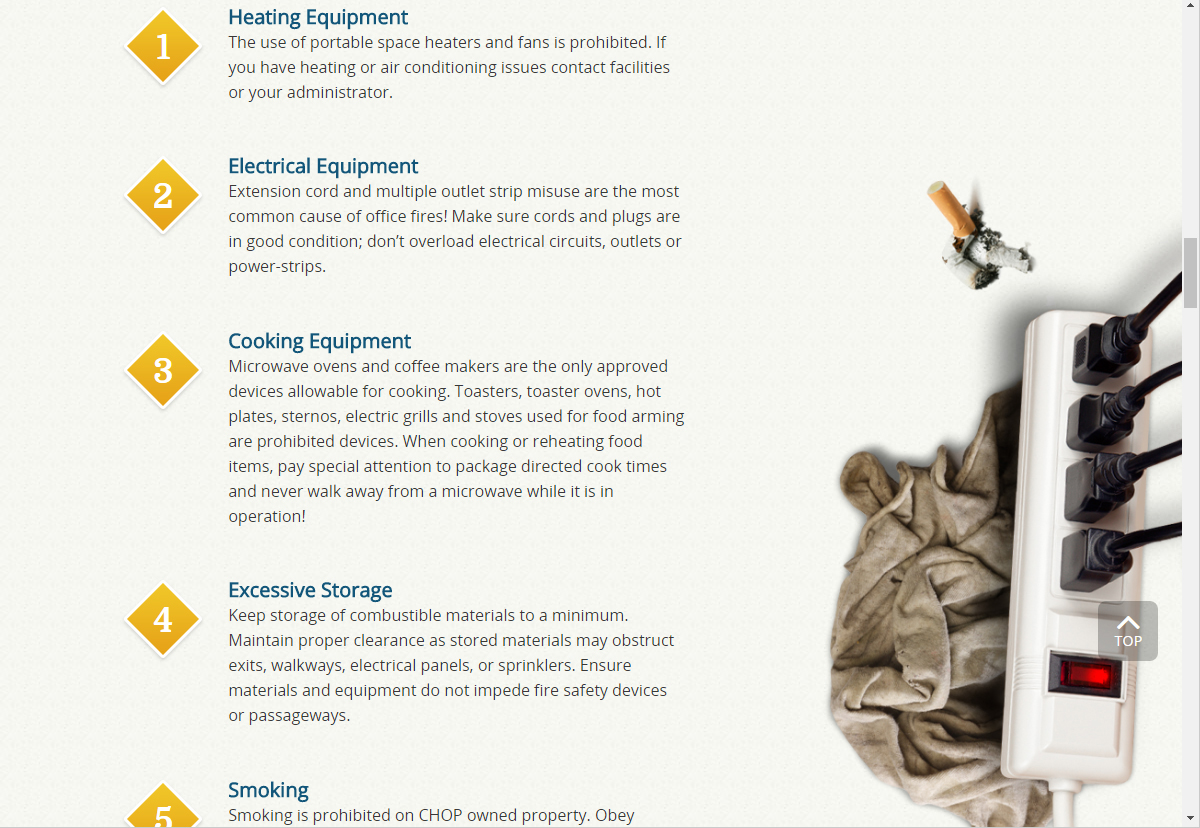 1
Heating Equipment
The use of portable space heaters and fans is prohibited. If
you have heating or air conditioning issues contact facilities
or your administrator.
2
Electrical Equipment
Extension cord and multiple outlet strip misuse are the most
common cause of office fires! Make sure cords and plugs are
in good condition; don’t overload electrical circuits, outlets or
power-strips.
3
Cooking Equipment
Microwave ovens and coffee makers are the only approved
devices allowable for cooking. Toasters, toaster ovens, hot
plates, sternos, electric grills and stoves used for food arming
are prohibited devices. When cooking or reheating food
items, pay special attention to package directed cook times
and never walk away from a microwave while it is in
operation!
4
Excessive Storage
Keep storage of combustible materials to a minimum.
Maintain proper clearance as stored materials may obstruct
exits, walkways, electrical panels, or sprinklers. Ensure
materials and equipment do not impede fire safety devices
or passageways.
TOP
5
Smoking
Smoking is prohibited on CHOP owned property. Obey